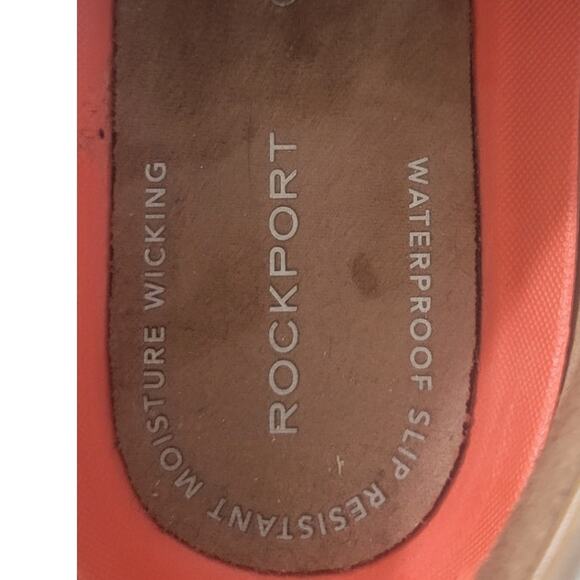 ROCKPORT
WATERPROOF SLIP RESISTANT MOISTURE WICKING